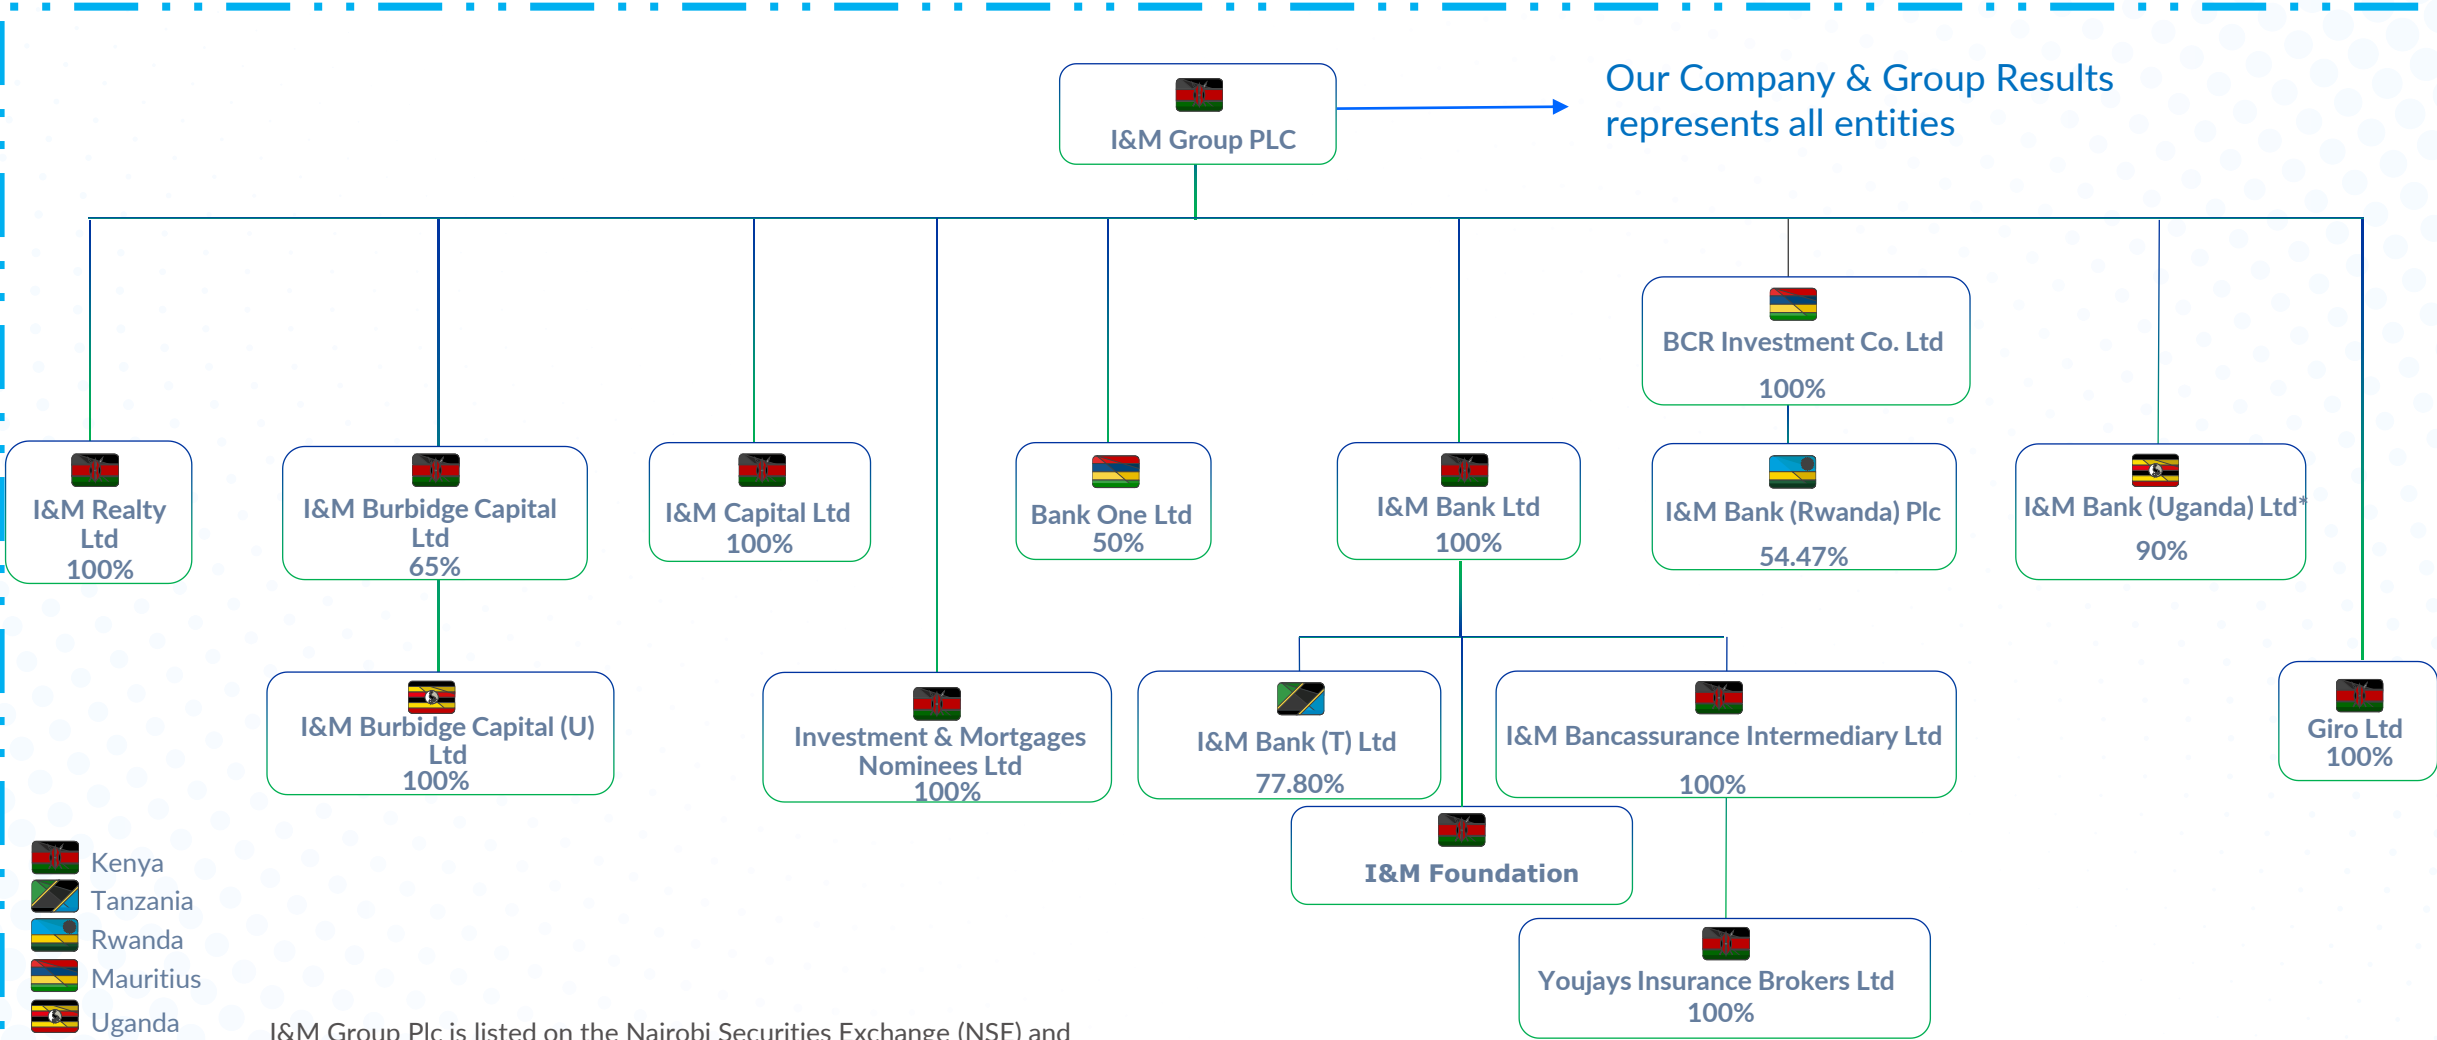 I&M Group PLC
Our Company & Group Results
represents all entities
BCR Investment Co. Ltd
100%
I&M Realty
Ltd
100%
I&M Burbidge Capital
Ltd
65%
I&M Capital Ltd
100%
Bank One Ltd
50%
I&M Bank Ltd
100%
I&M Bank (Rwanda) Plc
54.47%
I&M Bank (Uganda) Ltd*
90%
I&M Burbidge Capital (U)
Ltd
100%
Investment & Mortgages
Nominees Ltd
100%
I&M Bank (T) Ltd
77.80%
I&M Bancassurance Intermediary Ltd
100%
Giro Ltd
100%
I&M Foundation
Youjays Insurance Brokers Ltd
100%
Kenya
Tanzania
Rwanda
Mauritius
Uganda
I&M Group Plc is listed on the Nairobi Securities Exchange (NSE) and